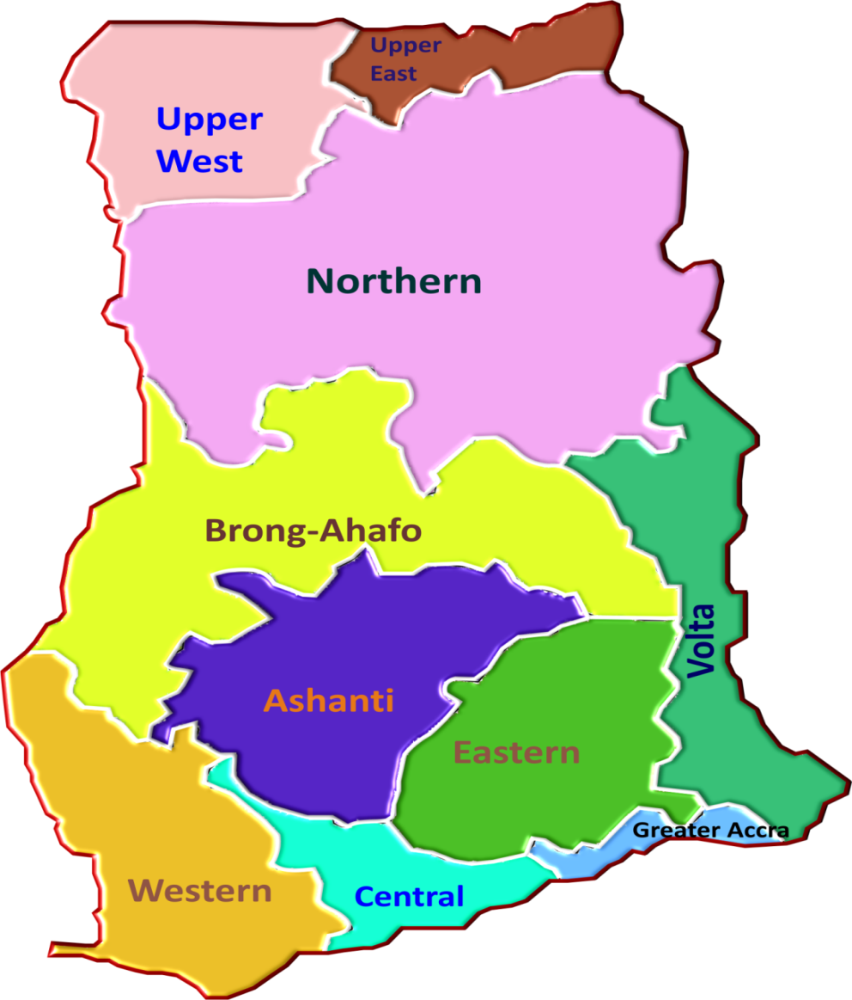 Upper
East
Upper
West
Northern
Brong-Ahafo
Volta
Ashanti
Eastern
Greater Accra
Western
Central